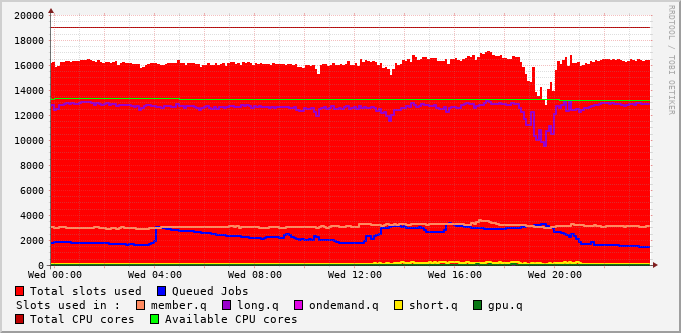 20000
18000
16000
14000
12000
10000
8000
6000
4000
2000
0
Wed 00:00 Wed 04:00 Wed 08:00 Wed 12:00 Wed 16:00 Wed 20:00
Total slots used Queued Jobs
Slots used in : member.q long.q ondemand.q short.q gpu.q
Total CPU cores Available CPU cores
RRDTOOL / TOBI OETIKER